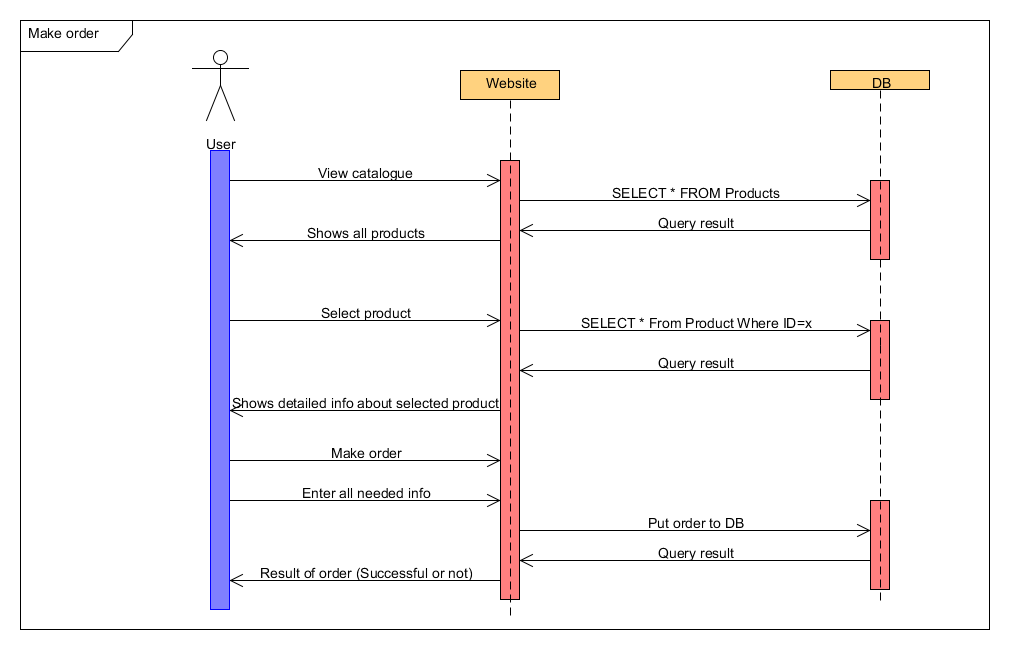 Make order
Website
DB
User
View catalogue
SELECT * FROM Products
Query result
Shows all products
Select product
SELECT * From Product Where ID=x
Query result
Shows detailed info about selected product
Make order
Enter all needed info
Put order to DB
Query result
Result of order (Successful or not)